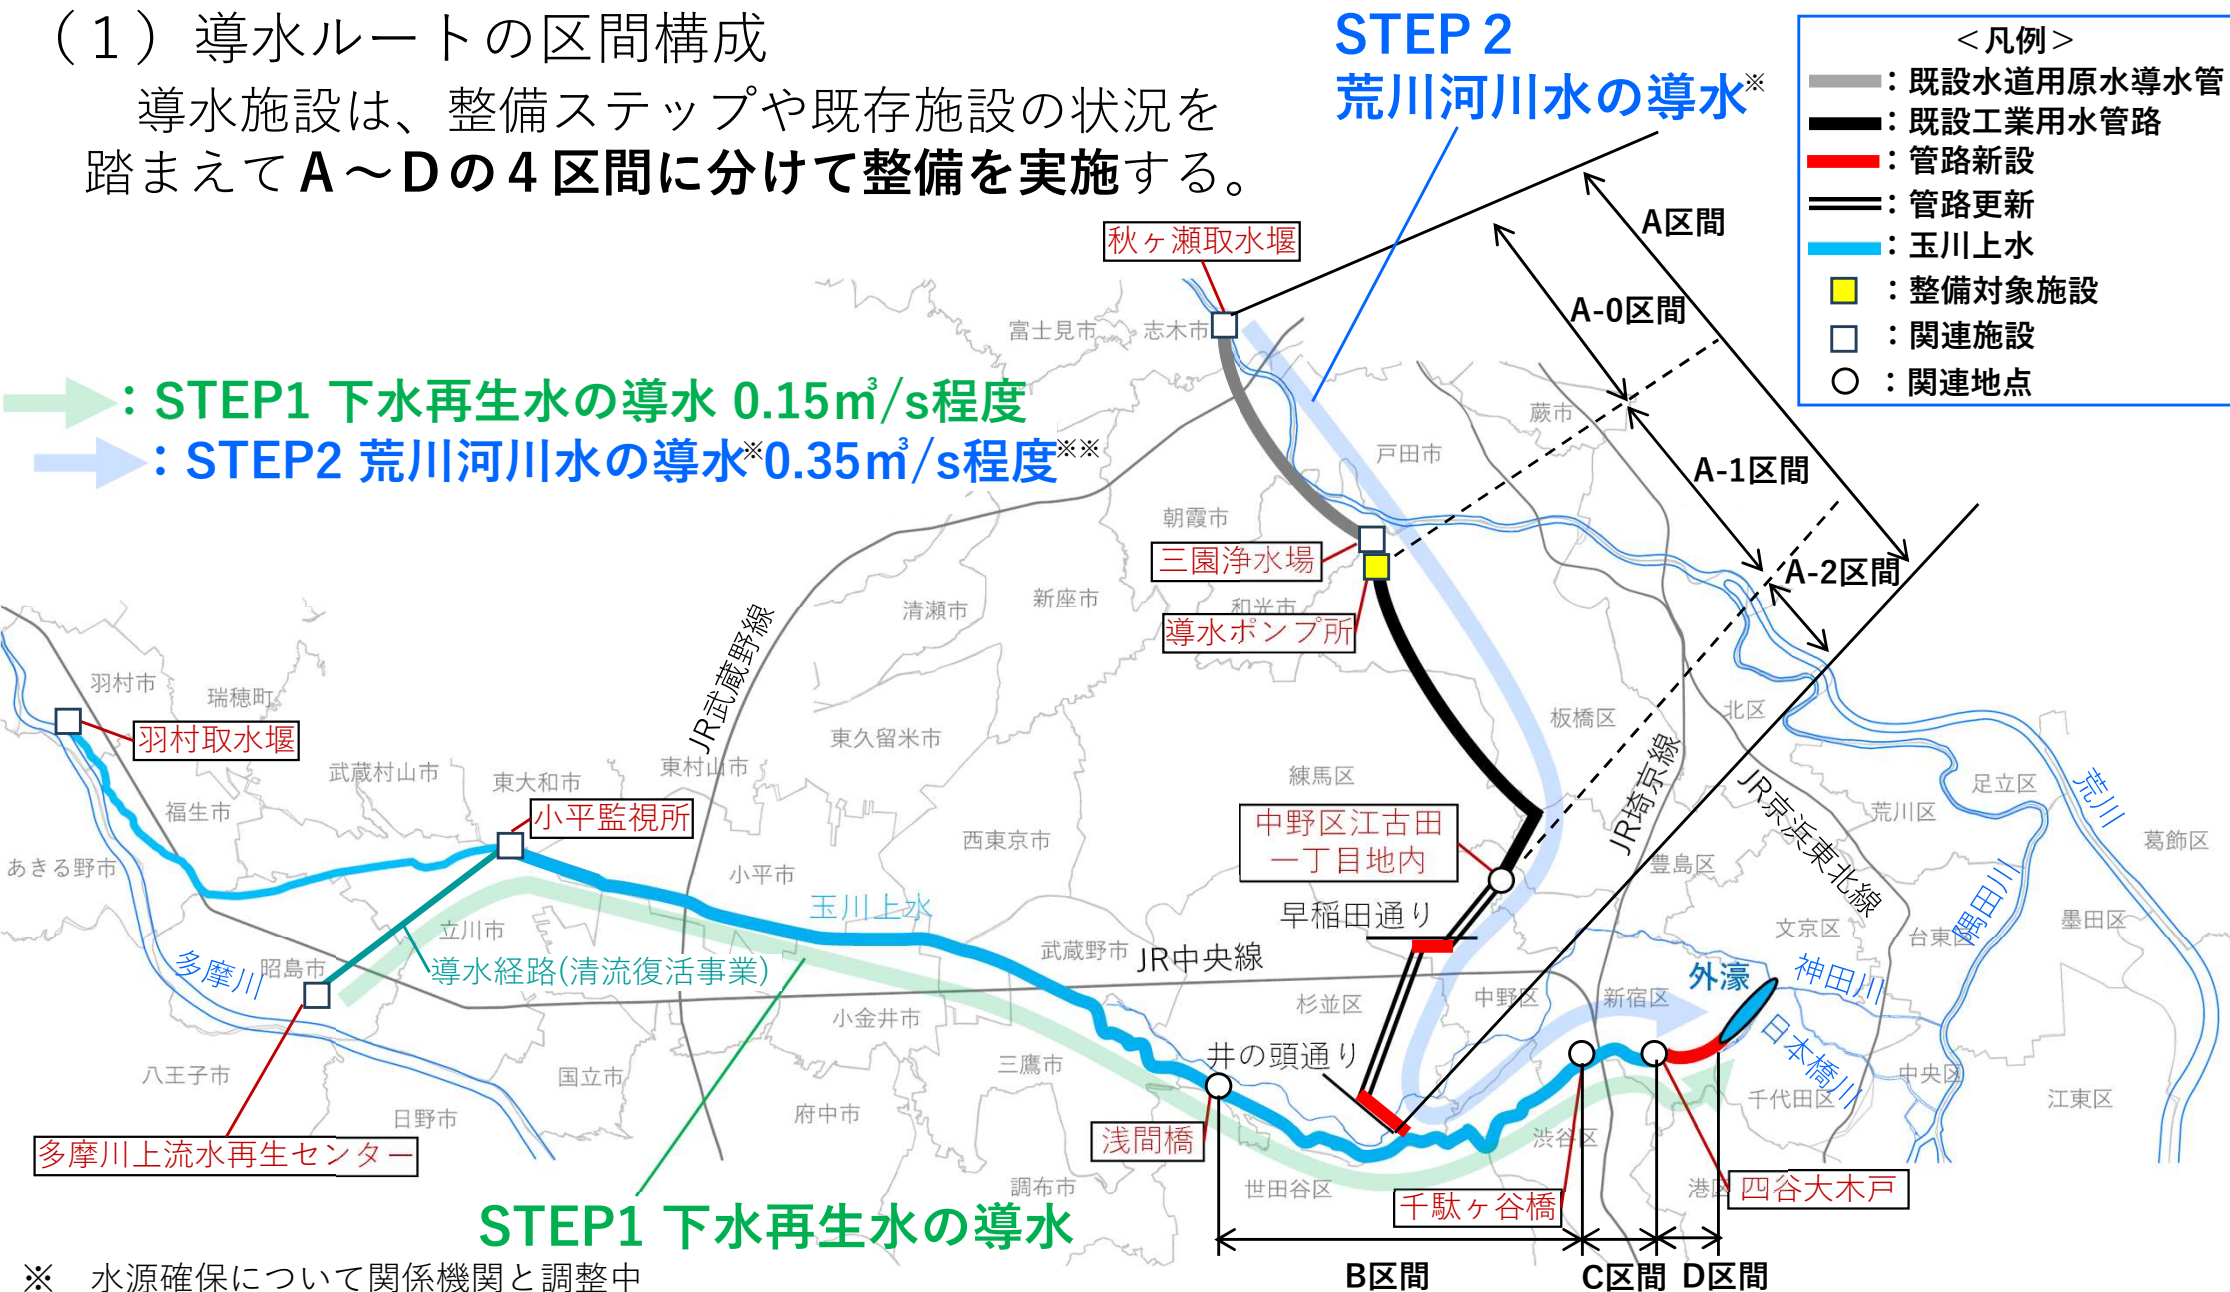 （１）導水ルートの区間構成
導水施設は、整備ステップや既存施設の状況を
踏まえてA～Dの４区間に分けて整備を実施する。
STEP 2
荒川河川水の導水※
＜凡例＞
：既設水道用原水導水管
：既設工業用水管路
：管路新設
：管路更新
：玉川上水
：整備対象施設
：関連施設
：関連地点
：STEP1 下水再生水の導水 0.15㎥/s程度
：STEP2 荒川河川水の導水※0.35㎥/s程度※※
A区間
A-0区間
A-1区間
A-2区間
秋ヶ瀬取水堰
富士見市
志木市
蕨市
戸田市
朝霞市
三園浄水場
和光市
導水ポンプ所
新座市
清瀬市
JR武蔵野線
羽村市
瑞穂町
羽村取水堰
武蔵村山市
東大和市
東村山市
東久留米市
練馬区
板橋区
北区
足立区
荒川
葛飾区
荒川区
JR埼京線
JR京浜東北線
福生市
小平監視所
あきる野市
小平市
西東京市
中野区江古田
一丁目地内
豊島区
早稲田通り
玉川上水
立川市
武蔵野市
JR中央線
文京区
台東区
隅田川
墨田区
多摩川
昭島市
導水経路(清流復活事業)
杉並区
中野区
新宿区
外濠
神田川
日本橋川
小金井市
井の頭通り
三鷹市
八王子市
国立市
日野市
府中市
中央区
千代田区
江東区
多摩川上流水再生センター
浅間橋
渋谷区
調布市
世田谷区
千駄ヶ谷橋
港区
四谷大木戸
STEP1 下水再生水の導水
B区間
C区間
D区間
※　水源確保について関係機関と調整中